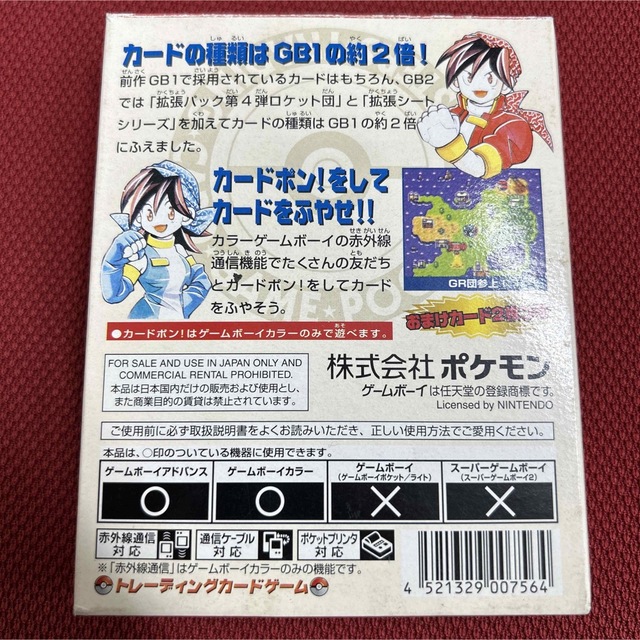 カードの種類はGB1の約2倍!
前作GB1で採用されているカードはもちろん、GB2
では「拡張パック第4弾ロケット団」と「拡張シート
シリーズ」を加えてカードの種類はGB1の約2倍
にふえました。
カードポン!をして
カードをふやせ!!
カラーゲームボーイの赤外線
通信機能でたくさんの友だち
とカードポン!をしてカード
をふやそう。
GR団参上!
おまけカード2
●カードポン!はゲームボーイカラーのみで遊べます。
FOR SALE AND USE IN JAPAN ONLY AND
COMMERCIAL RENTAL PROHIBITED.
本品は日本国内だけの販売および使用とし、
また商業目的の賃貸は禁止されています。
株式会社 ポケモン
ゲームボーイは任天堂の登録商標です。
Licensed by NINTENDO
ご使用前に必ず取扱説明書をよくお読みいただき、正しい使用方法でご愛用ください。
本品は、○印のついている機器に使用できます。
ゲームボーイアドバンス ゲームボーイカラー ゲームボーイ (ゲームボーイポケット/ライト) スーパーゲームボーイ (スーパーゲームボーイ2)
○ ○ × ×
赤外線通信対応 通信ケーブル対応 ポケットプリンタ対応
※「赤外線通信」はゲームボーイカラーのみの機能です。
トレーディングカードゲーム
4 521329 007564